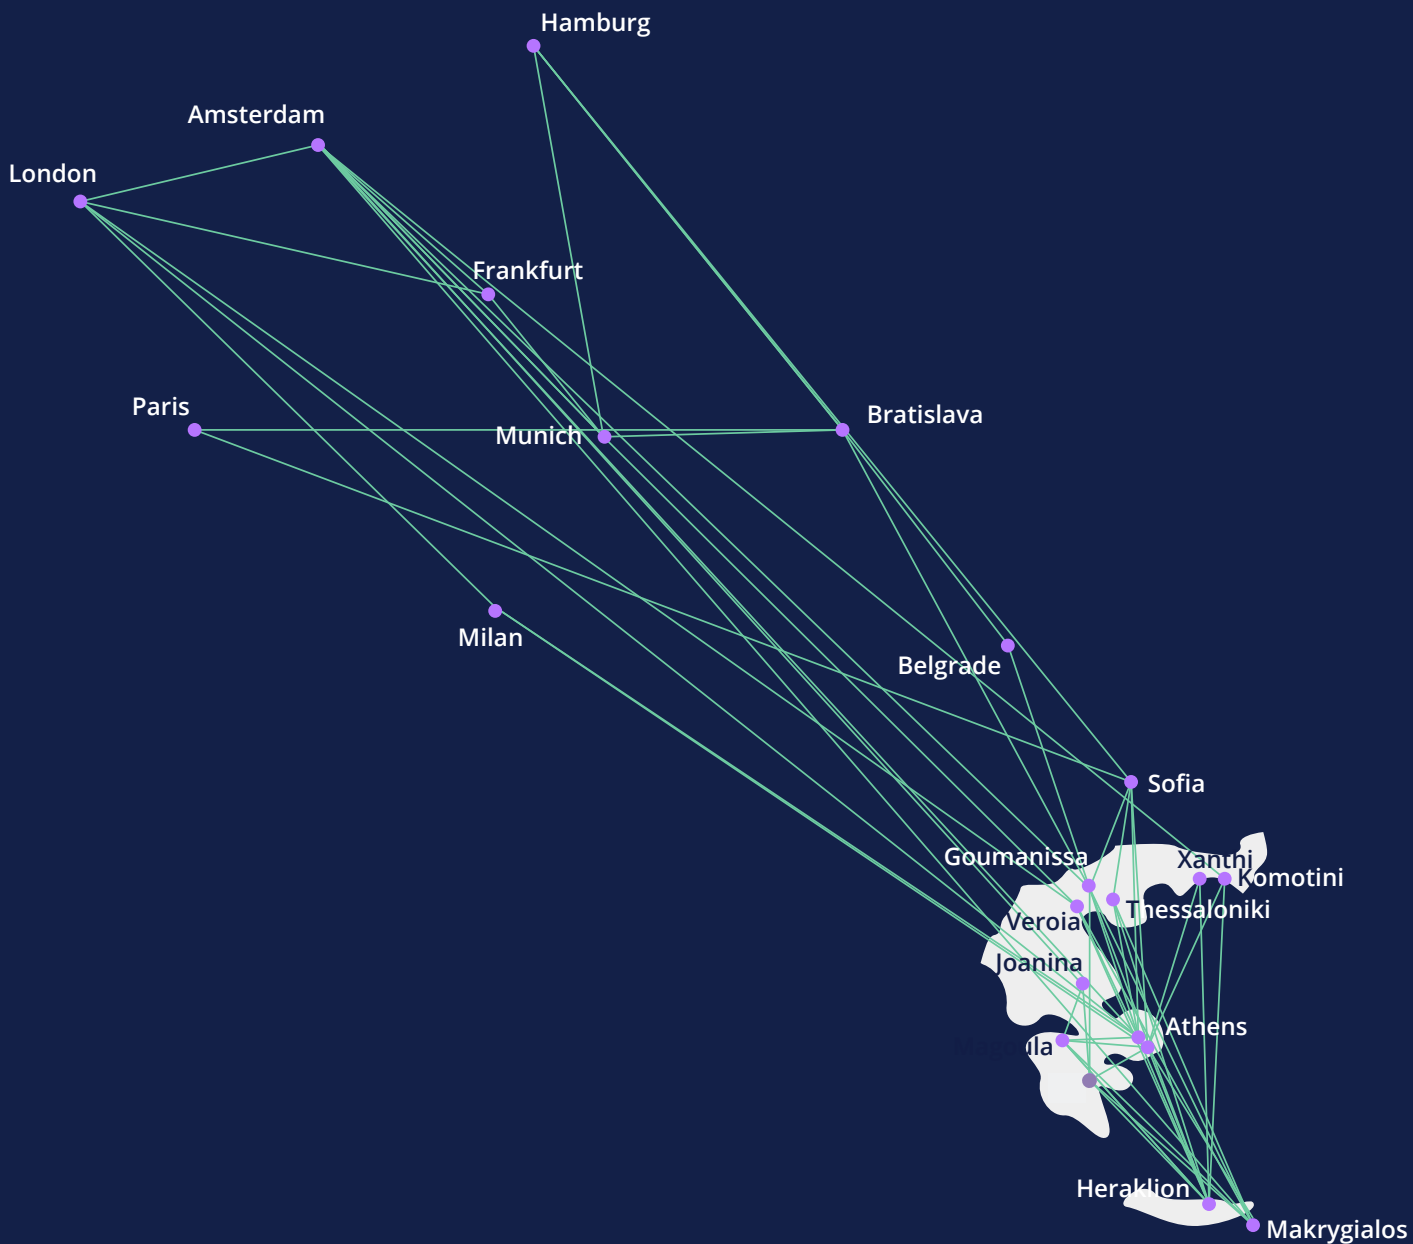 Hamburg
Amsterdam
London
Frankfurt
Paris
Bratislava
Munich
Milan
Belgrade
Sofia
Goumanissa
Xanthi
Komotini
Thessaloniki
Veroia
Joanina
Athens
Magoula
Heraklion
Makrygialos